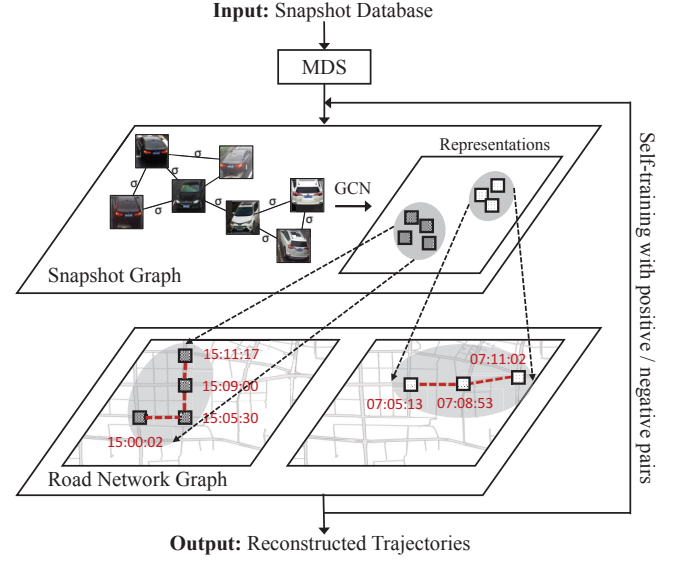 Input: Snapshot Database
MDS
Representations
σ
σ
σ
σ
σ
σ
σ
GCN
Snapshot Graph
Self-training with positive / negative pairs
15:11:17
15:09:00
15:05:30
15:00:02
07:11:02
07:05:13
07:08:53
Road Network Graph
Output: Reconstructed Trajectories